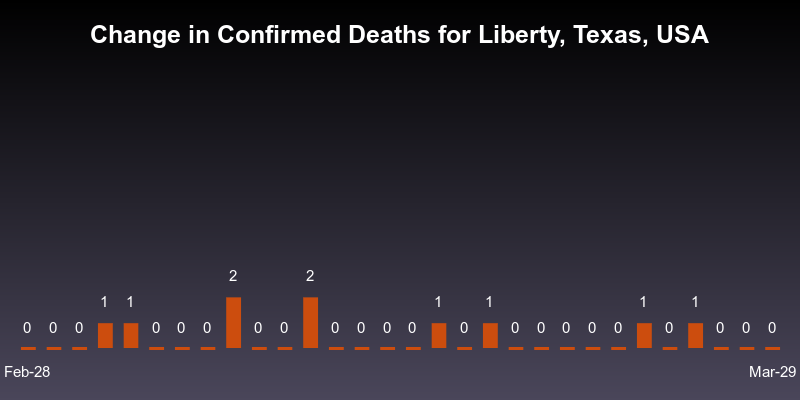 Change in Confirmed Deaths for Liberty, Texas, USA
2 2
1 1 1 1 1 1
0 0 0 0 0 0 0 0 0 0 0 0 0 0 0 0 0 0 0 0 0 0
Feb-28 Mar-29